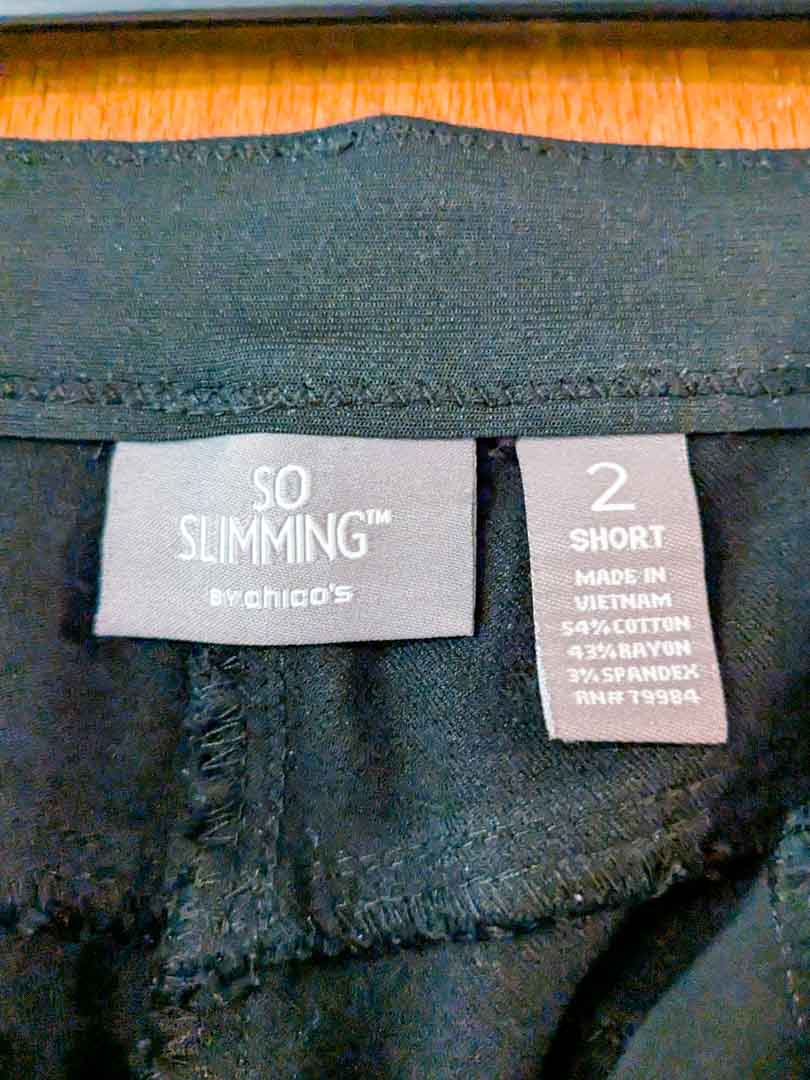 SO
SLIMMING™
BY chico's
2
SHORT
MADE IN
VIETNAM
54% COTTON
43% RAYON
3% SPANDEX
RN# 79984